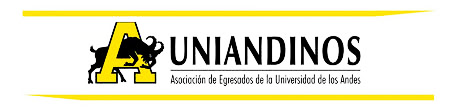 A UNIANDINOS
Asociación de Egresados de la Universidad de los Andes